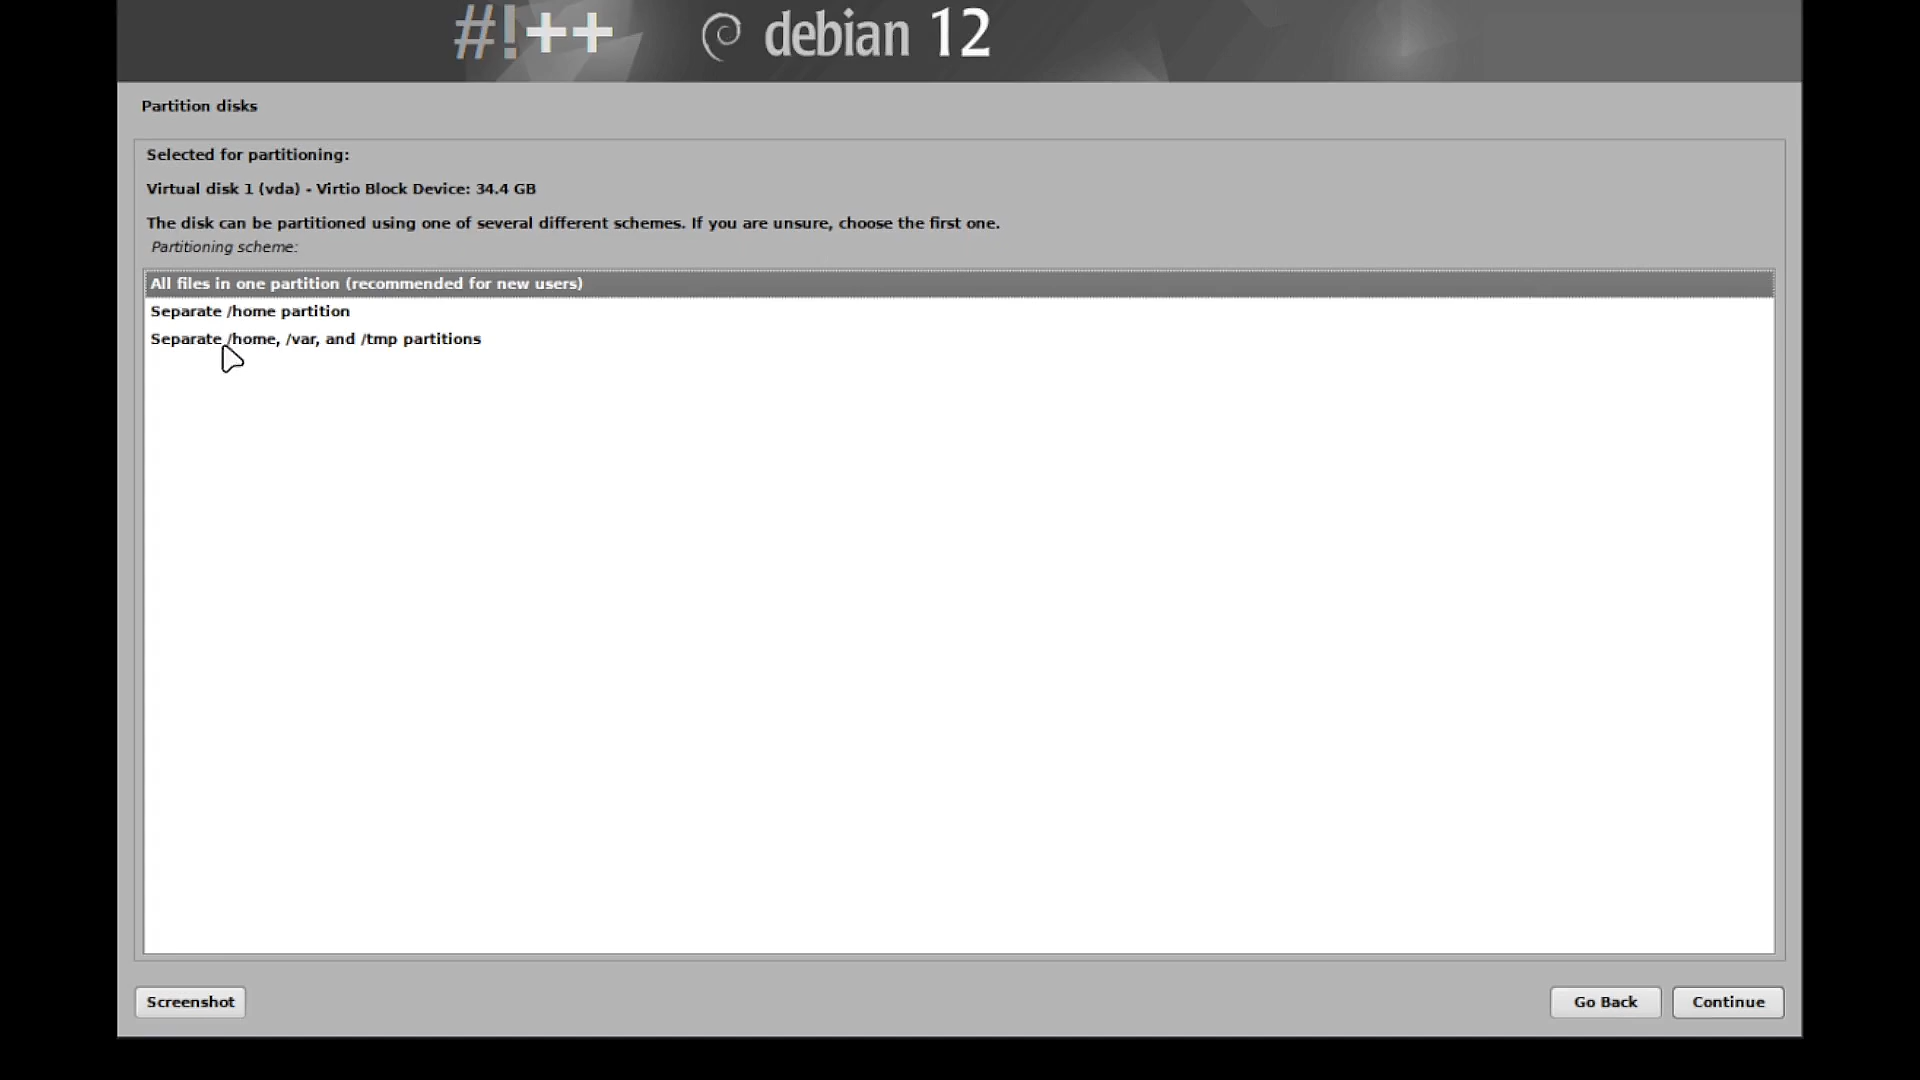 #!++ debian 12
Partition disks
Selected for partitioning:
Virtual disk 1 (vda) - Virtio Block Device: 34.4 GB
The disk can be partitioned using one of several different schemes. If you are unsure, choose the first one.
Partitioning scheme:
All files in one partition (recommended for new users)
Separate /home partition
Separate /home, /var, and /tmp partitions
Screenshot
Go Back
Continue